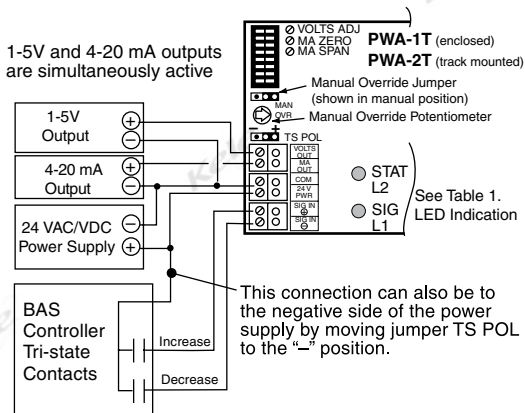 VOLTS ADJ
MA ZERO
MA SPAN
PWA-1T (enclosed)
PWA-2T (track mounted)
1-5V and 4-20 mA outputs
are simultaneously active
Manual Override Jumper
(shown in manual position)
MAN
OVR
Manual Override Potentiometer
− +
TS POL
1-5V
Output
+
−
4-20 mA
Output
+
−
24 VAC/VDC
Power Supply
−
+
VOLTS
OUT
MA
OUT
COM
24 V
PWR
SIG IN
+
SIG IN
−
STAT
L2
SIG
L1
See Table 1.
LED Indication
BAS
Controller
Tri-state
Contacts
Increase
Decrease
This connection can also be to
the negative side of the power
supply by moving jumper TS POL
to the “–” position.